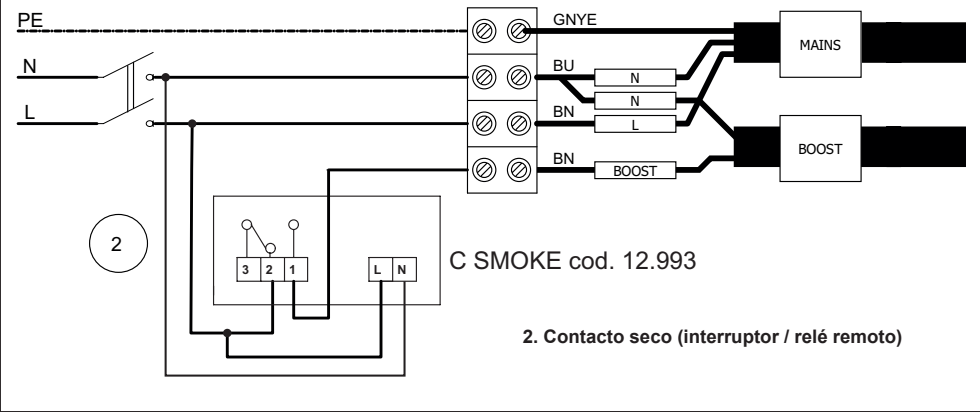 PE
GNYE
MAINS
N
BU
N
N
L
BN
L
BOOST
BN
BOOST
2
3 2 1
L N
C SMOKE cod. 12.993
2. Contacto seco (interruptor / relé remoto)